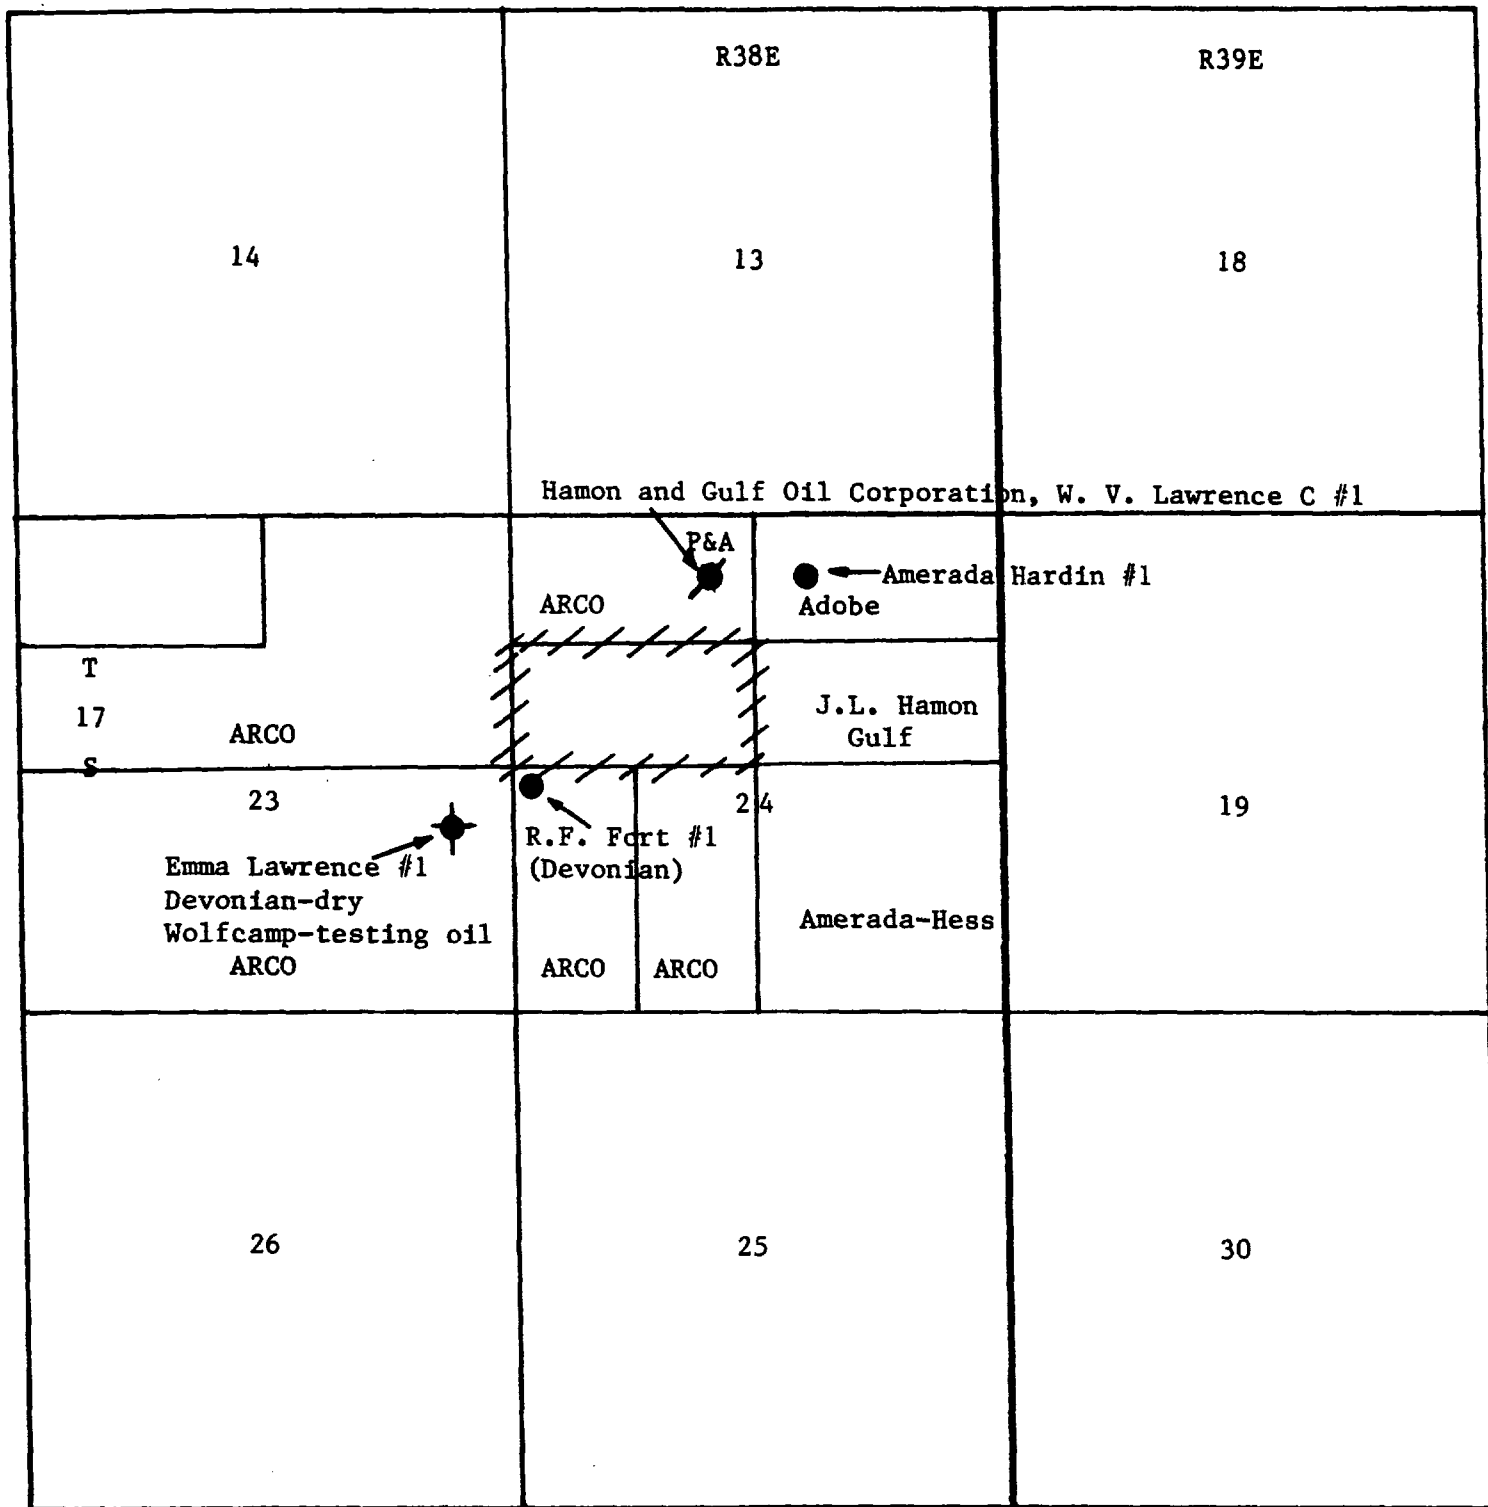 R38E
R39E
14
13
18
Hamon and Gulf Oil Corporation, W. V. Lawrence C #1
P&A
Amerada Hardin #1
ARCO
Adobe
T
17
S
ARCO
J.L. Hamon
Gulf
23
24
19
R.F. Fort #1
(Devonian)
Emma Lawrence #1
Devonian-dry
Wolfcamp-testing oil
ARCO
Amerada-Hess
ARCO
ARCO
26
25
30